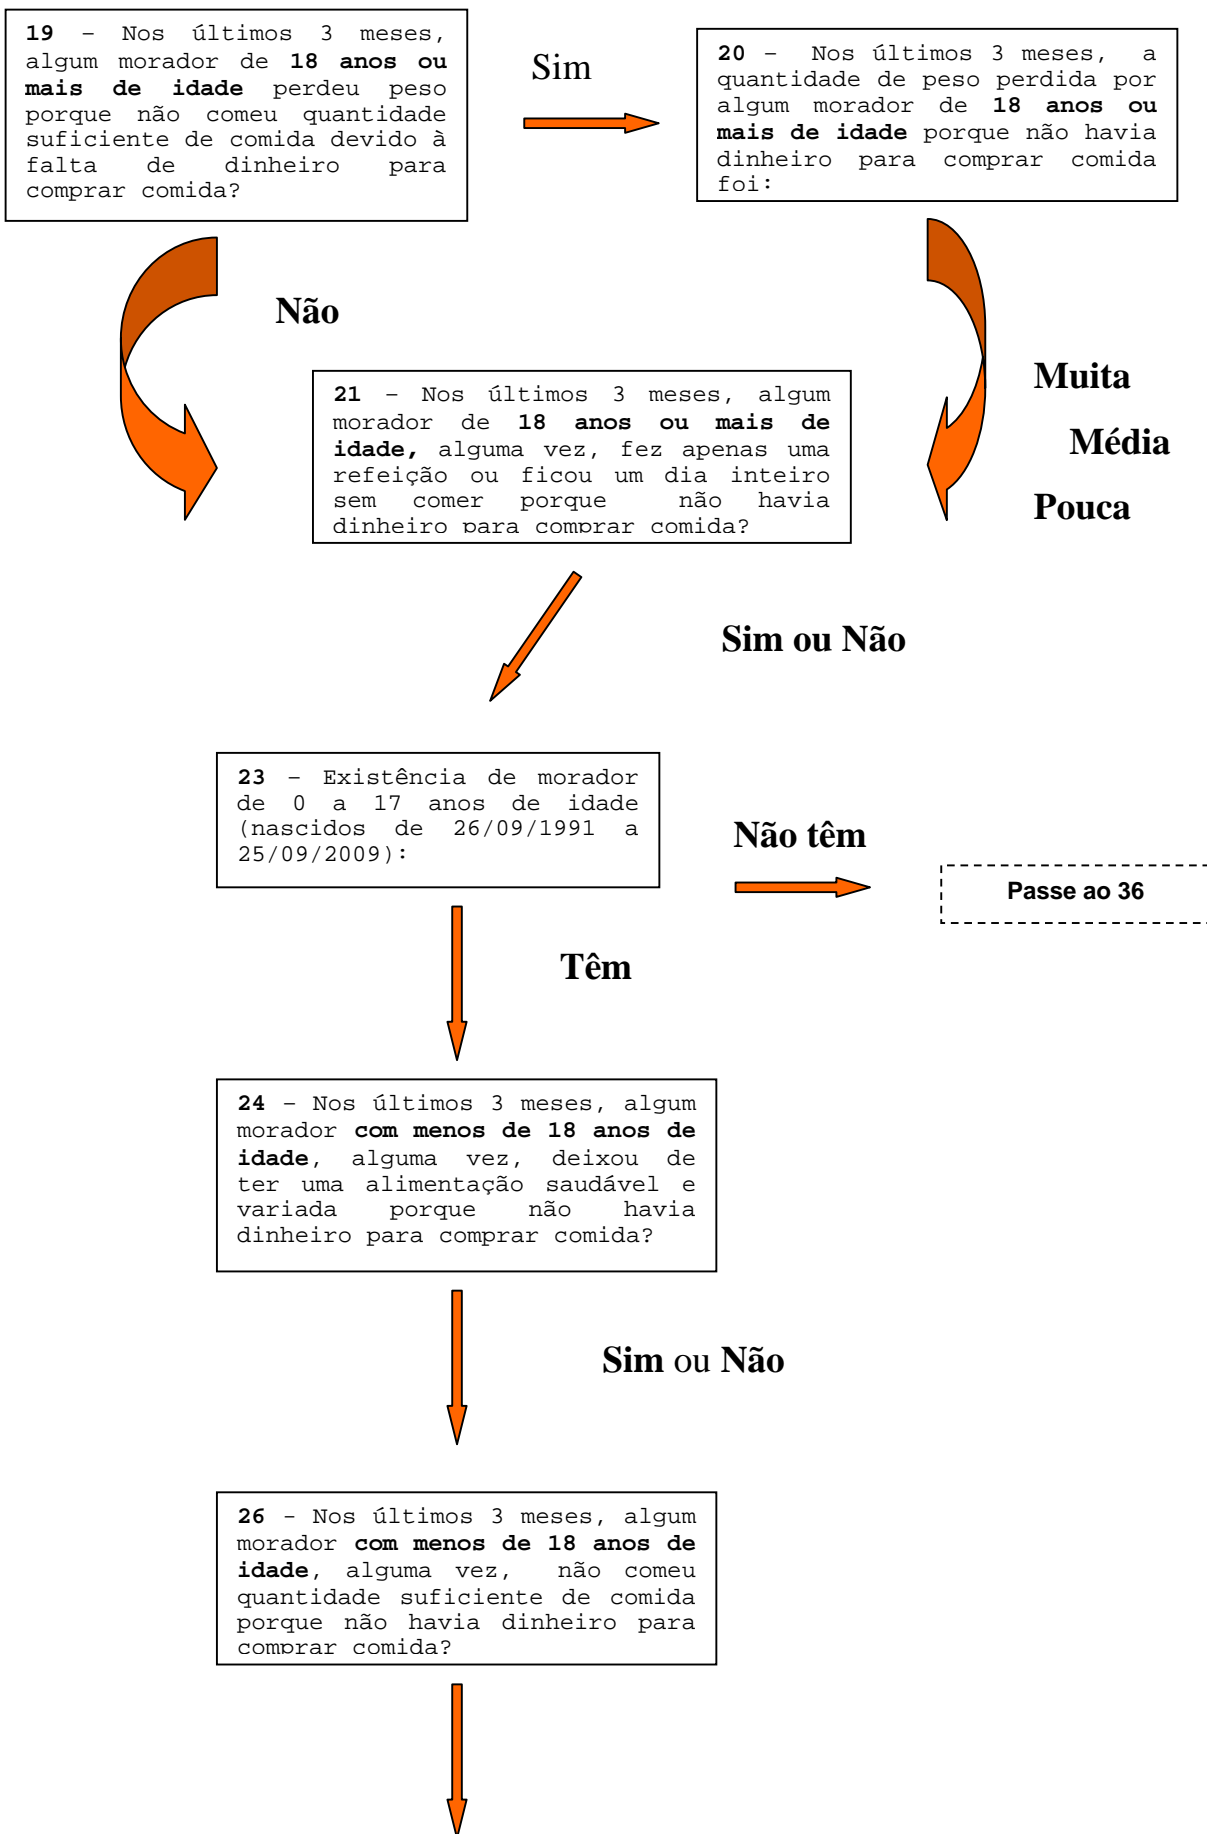 19 – Nos últimos 3 meses,
algum morador de 18 anos ou
mais de idade perdeu peso
porque não comeu quantidade
suficiente de comida devido à
falta de dinheiro para
comprar comida?
Sim
20 – Nos últimos 3 meses, a
quantidade de peso perdida por
algum morador de 18 anos ou
mais de idade porque não havia
dinheiro para comprar comida
foi:
Não
Muita
Média
Pouca
21 – Nos últimos 3 meses, algum
morador de 18 anos ou mais de
idade, alguma vez, fez apenas uma
refeição ou ficou um dia inteiro
sem comer porque não havia
dinheiro para comprar comida?
Sim ou Não
23 – Existência de morador
de 0 a 17 anos de idade
(nascidos de 26/09/1991 a
25/09/2009):
Não têm
Passe ao 36
Têm
24 – Nos últimos 3 meses, algum
morador com menos de 18 anos de
idade, alguma vez, deixou de
ter uma alimentação saudável e
variada porque não havia
dinheiro para comprar comida?
Sim ou Não
26 – Nos últimos 3 meses, algum
morador com menos de 18 anos de
idade, alguma vez, não comeu
quantidade suficiente de comida
porque não havia dinheiro para
comprar comida?